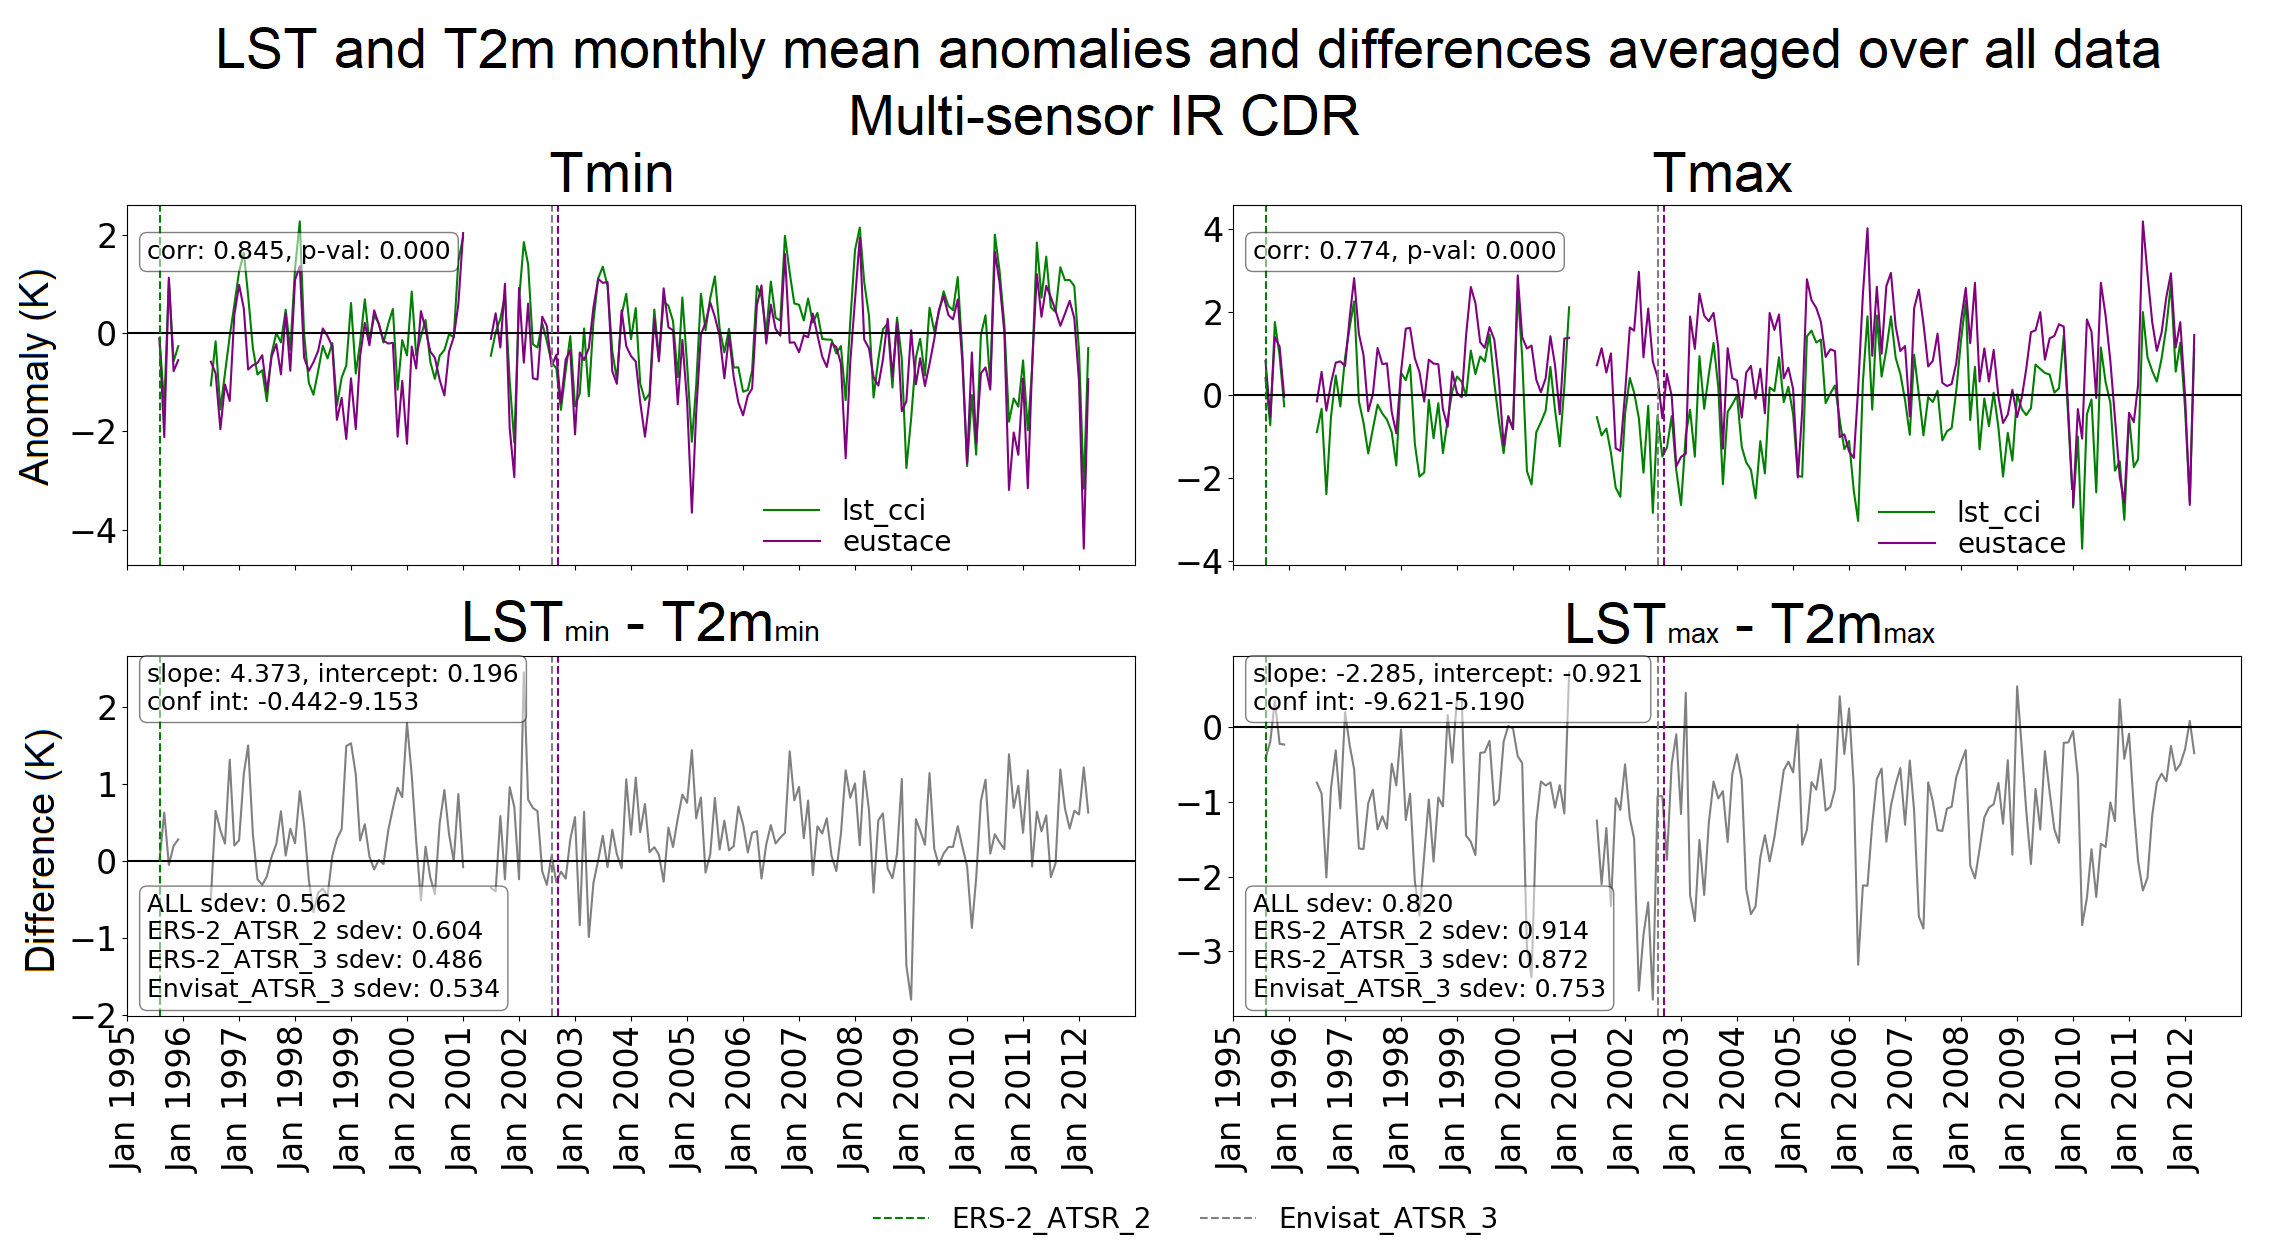 LST and T2m monthly mean anomalies and differences averaged over all data
Multi-sensor IR CDR
Tmin
Tmax
Anomaly (K)
2
0
−2
−4
corr: 0.845, p-val: 0.000
lst_cci
eustace
4
2
0
−2
−4
corr: 0.774, p-val: 0.000
lst_cci
eustace
LSTmin - T2mmin
LSTmax - T2mmax
Difference (K)
2
1
0
−1
−2
slope: 4.373, intercept: 0.196
conf int: -0.442-9.153
ALL sdev: 0.562
ERS-2_ATSR_2 sdev: 0.604
ERS-2_ATSR_3 sdev: 0.486
Envisat_ATSR_3 sdev: 0.534
0
−1
−2
−3
slope: -2.285, intercept: -0.921
conf int: -9.621-5.190
ALL sdev: 0.820
ERS-2_ATSR_2 sdev: 0.914
ERS-2_ATSR_3 sdev: 0.872
Envisat_ATSR_3 sdev: 0.753
Jan 1995
Jan 1996
Jan 1997
Jan 1998
Jan 1999
Jan 2000
Jan 2001
Jan 2002
Jan 2003
Jan 2004
Jan 2005
Jan 2006
Jan 2007
Jan 2008
Jan 2009
Jan 2010
Jan 2011
Jan 2012
Jan 1995
Jan 1996
Jan 1997
Jan 1998
Jan 1999
Jan 2000
Jan 2001
Jan 2002
Jan 2003
Jan 2004
Jan 2005
Jan 2006
Jan 2007
Jan 2008
Jan 2009
Jan 2010
Jan 2011
Jan 2012
ERS-2_ATSR_2
Envisat_ATSR_3